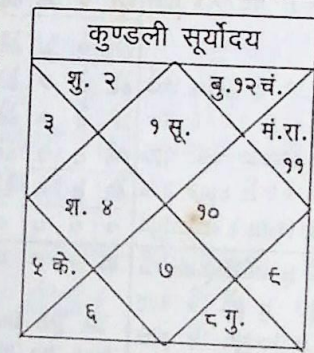 कुण्डली सूर्योदय
शु. २
बु.१२चं.
३
१ सू.
मं.रा.
११
श. ४
१०
५ के.
७
९
६
८ गु.